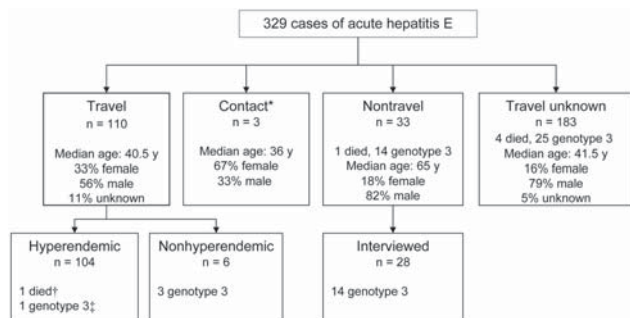 329 cases of acute hepatitis E
Travel
n = 110
Median age: 40.5 y
33% female
56% male
11% unknown
Contact*
n = 3
Median age: 36 y
67% female
33% male
Nontravel
n = 33
1 died, 14 genotype 3
Median age: 65 y
18% female
82% male
Travel unknown
n = 183
4 died, 25 genotype 3
Median age: 41.5 y
16% female
79% male
5% unknown
Hyperendemic
n = 104
1 died†
1 genotype 3‡
Nonhyperendemic
n = 6
3 genotype 3
Interviewed
n = 28
14 genotype 3